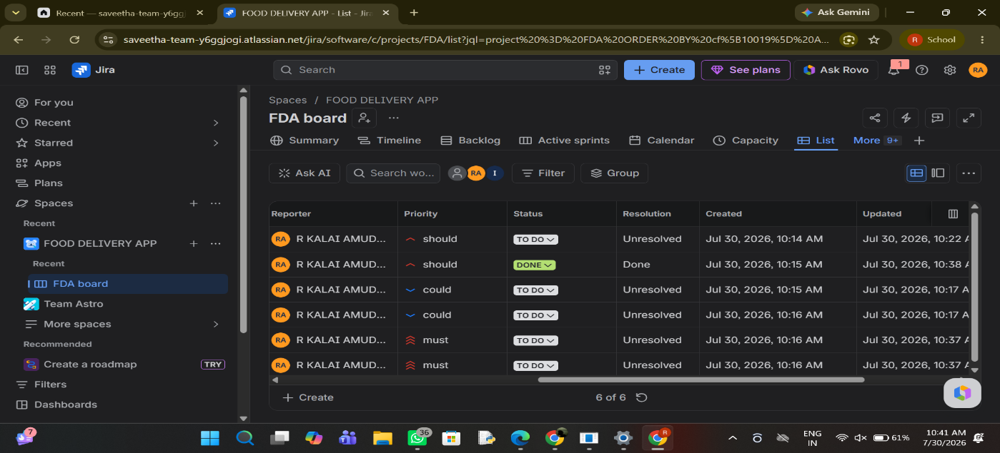 Recent — saveetha-team-y6ggj
FOOD DELIVERY APP - List - Jira
Ask Gemini
saveetha-team-y6ggjogi.atlassian.net/jira/software/c/projects/FDA/list?jql=project%20%3D%20FDA%20ORDER%20BY%20cf%5B10019%5D%20A...
R School
Jira
Search
Create
See plans
Ask Rovo
1
RA
For you
Recent
Starred
Apps
Plans
Spaces
Recent
FOOD DELIVERY APP
Recent
FDA board
Team Astro
More spaces
Recommended
Create a roadmap TRY
Filters
Dashboards
Spaces / FOOD DELIVERY APP
FDA board
Summary Timeline Backlog Active sprints Calendar Capacity List More 9+
Ask AI Search wo... RA I Filter Group
Reporter Priority Status Resolution Created Updated
RA R KALAI AMUD... should TO DO Unresolved Jul 30, 2026, 10:14 AM Jul 30, 2026, 10:22 A
RA R KALAI AMUD... should DONE Done Jul 30, 2026, 10:15 AM Jul 30, 2026, 10:38 A
RA R KALAI AMUD... could TO DO Unresolved Jul 30, 2026, 10:15 AM Jul 30, 2026, 10:17 A
RA R KALAI AMUD... could TO DO Unresolved Jul 30, 2026, 10:16 AM Jul 30, 2026, 10:17 A
RA R KALAI AMUD... must TO DO Unresolved Jul 30, 2026, 10:16 AM Jul 30, 2026, 10:37 A
RA R KALAI AMUD... must TO DO Unresolved Jul 30, 2026, 10:16 AM Jul 30, 2026, 10:37 A
Create
6 of 6
7
36
R
ENG
IN
61%
10:41 AM
7/30/2026